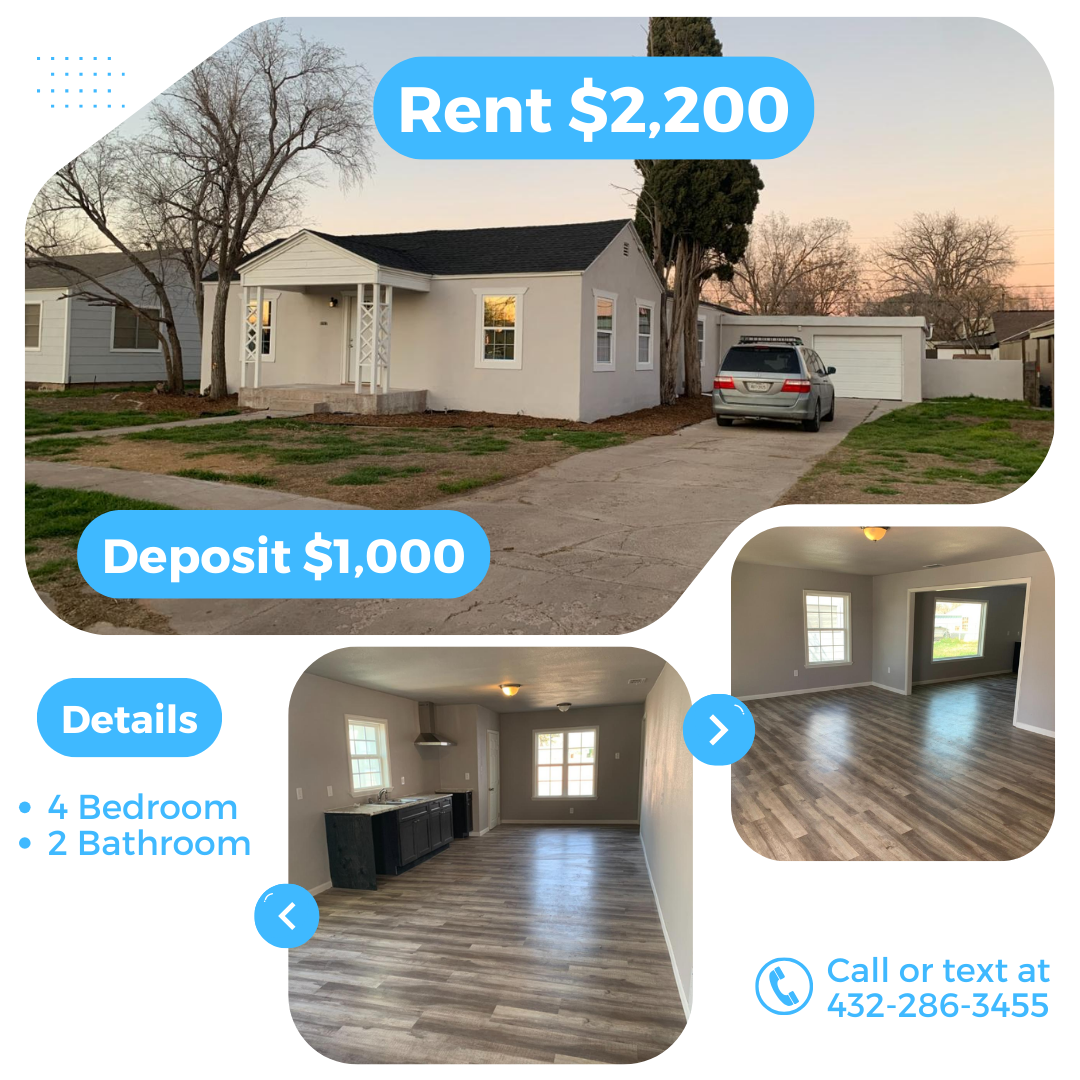 Rent $2,200
Deposit $1,000
Details
4 Bedroom
2 Bathroom
Call or text at
432-286-3455